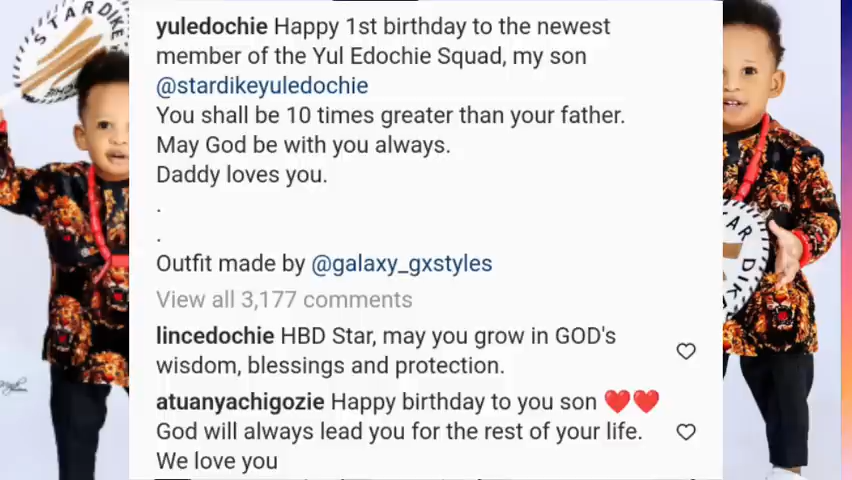 STAR DIKE
yuledochie Happy 1st birthday to the newest
member of the Yul Edochie Squad, my son
@stardikeyuledochie
You shall be 10 times greater than your father.
May God be with you always.
Daddy loves you.
.
.
Outfit made by @galaxy_gxstyles
View all 3,177 comments
lincedochie HBD Star, may you grow in GOD's
wisdom, blessings and protection.
atuanyachigozie Happy birthday to you son ❤️❤️
God will always lead you for the rest of your life.
We love you